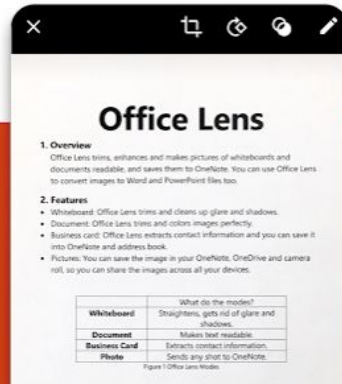 Office Lens
1. Overview
Office Lens trims, enhances and makes pictures of whiteboards and
documents readable, and saves them to OneNote. You can use Office Lens
to convert images to Word and PowerPoint files too.
2. Features
• Whiteboard: Office Lens trims and cleans up glare and shadows.
• Document: Office Lens trims and colors images perfectly.
• Business card: Office Lens extracts contact information and you can save it
into OneNote and address book.
• Pictures: You can save the image in your OneNote, OneDrive and camera
roll, so you can share the images across all your devices.
What do the modes?
Whiteboard Straightens, gets rid of glare and
shadows.
Document Makes text readable.
Business Card Extracts contact information.
Photo Sends any shot to OneNote.
Figure 1 Office Lens Modes